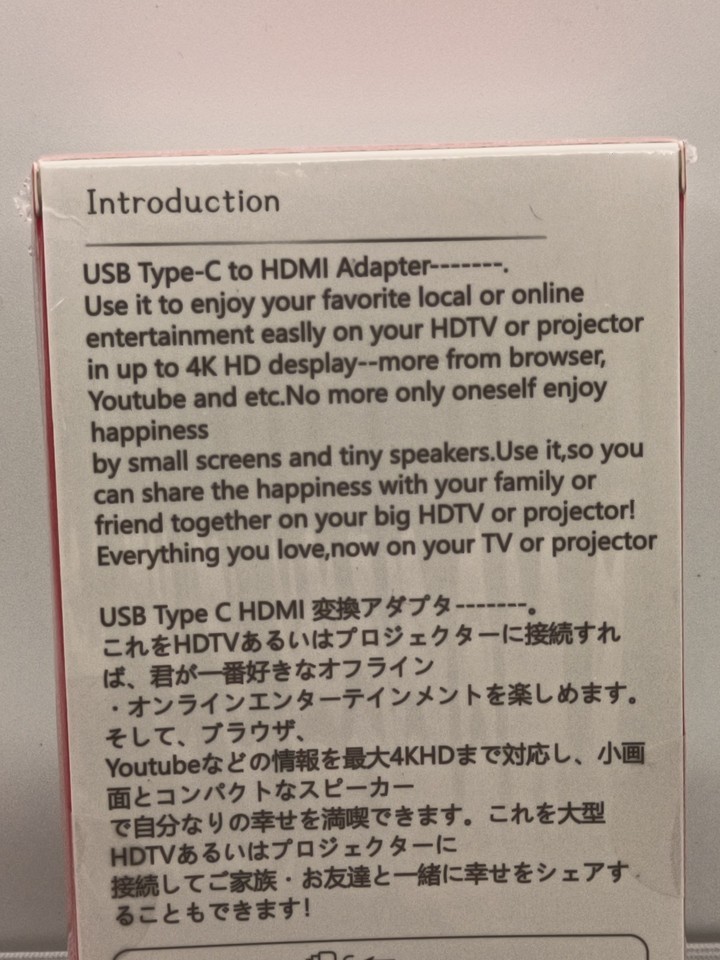 Introduction
USB Type-C to HDMI Adapter-------.
Use it to enjoy your favorite local or online
entertainment easlly on your HDTV or projector
in up to 4K HD desplay--more from browser,
Youtube and etc.No more only oneself enjoy
happiness
by small screens and tiny speakers.Use it,so you
can share the happiness with your family or
friend together on your big HDTV or projector!
Everything you love,now on your TV or projector
USB Type C HDMI 変換アダプタ-------。
これをHDTVあるいはプロジェクターに接続すれ
ば、君が一番好きなオフライン
・オンラインエンターテインメントを楽しめます。
そして、ブラウザ、
Youtubeなどの情報を最大4KHDまで対応し、小画
面とコンパクトなスピーカー
で自分なりの幸せを満喫できます。これを大型
HDTVあるいはプロジェクターに
接続してご家族・お友達と一緒に幸せをシェアす
ることもできます!